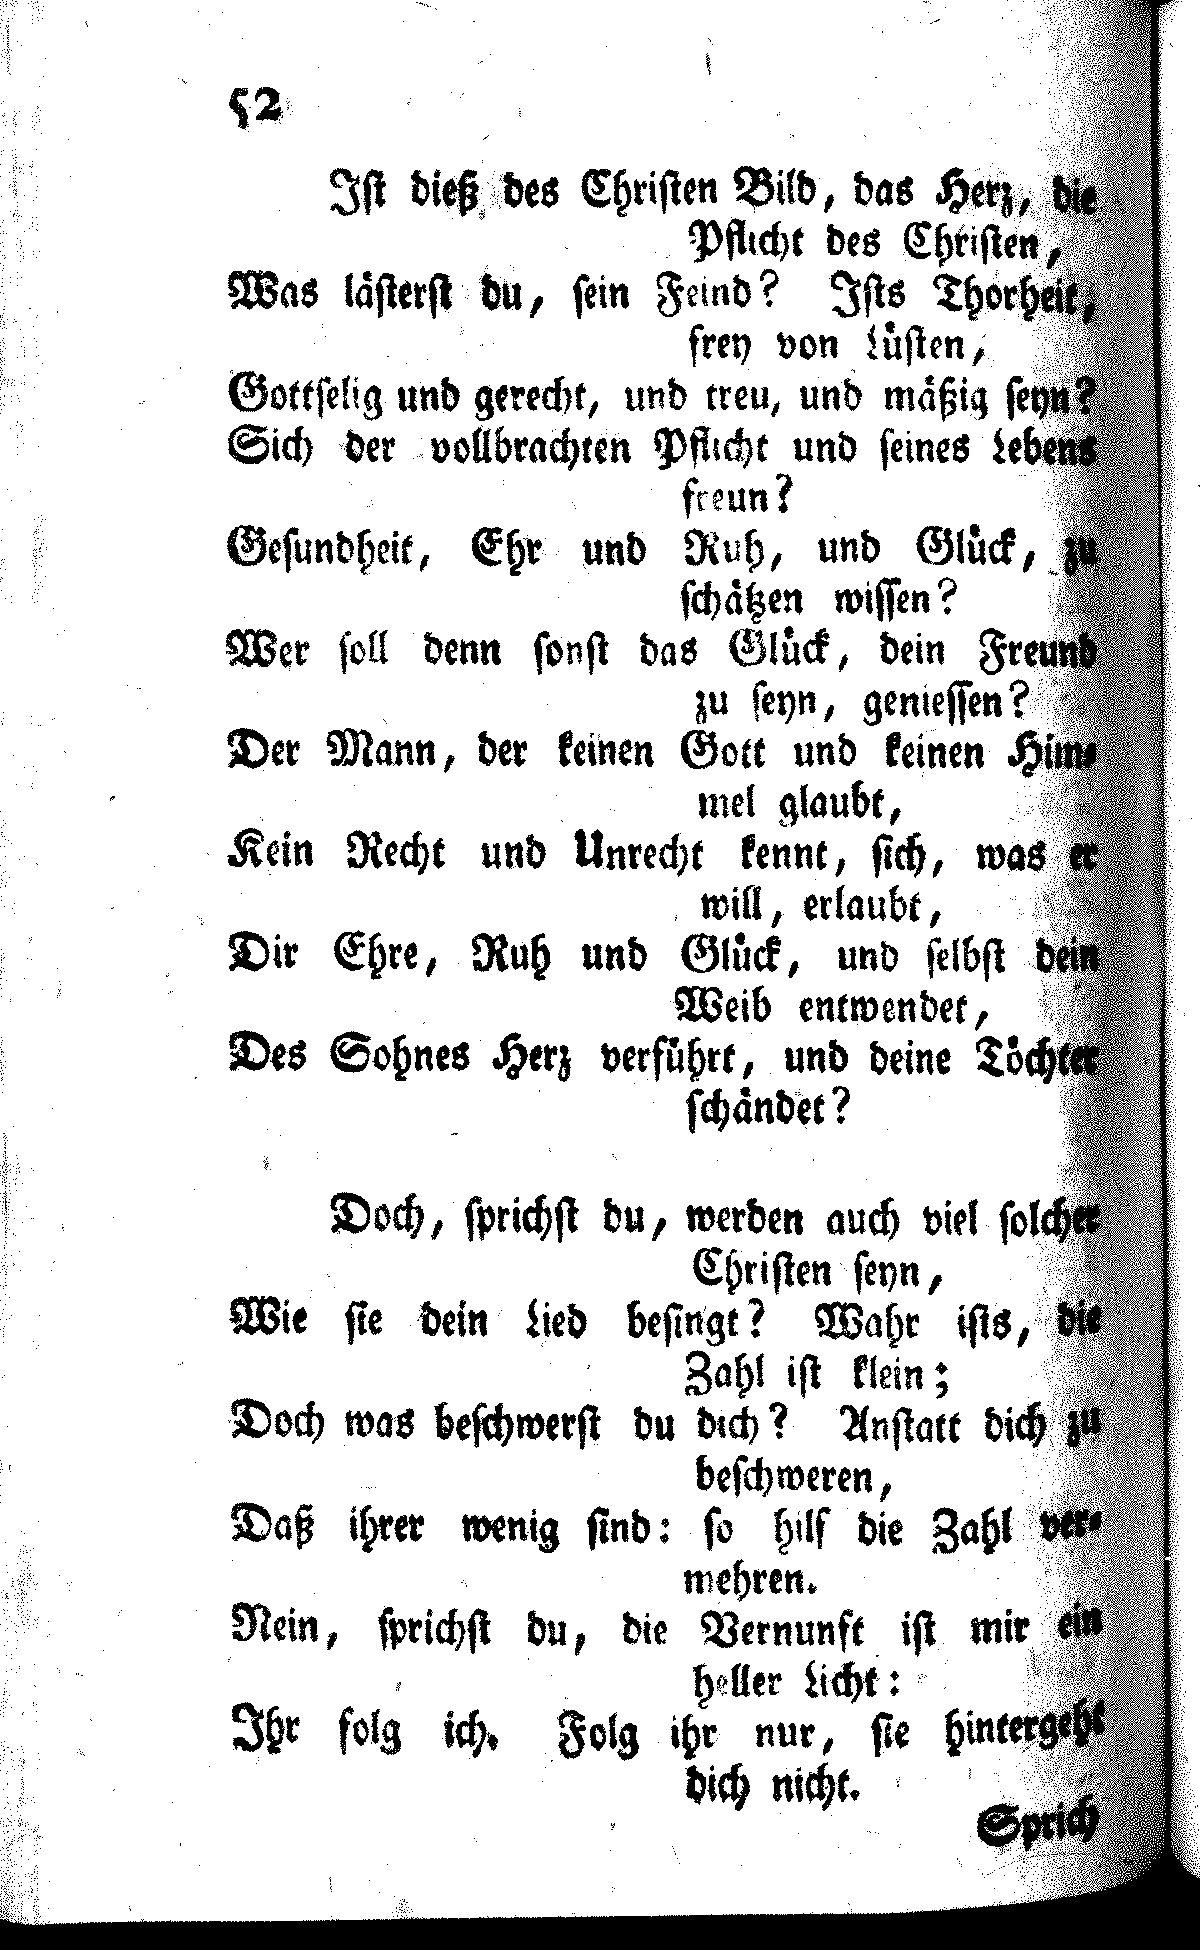 52
Iſt dieß des Chriſten Bild, das Herz, die
Pflicht des Chriſten,
Was läſterſt du, ſein Feind? Iſts Thorheit,
frey von Lüſten,
Gottſelig und gerecht, und treu, und mäßig ſeyn?
Sich der vollbrachten Pflicht und ſeines Lebens
freun?
Geſundheit, Ehr und Ruh, und Glück, zu
ſchätzen wiſſen?
Wer ſoll denn ſonſt das Glück, dein Freund
zu ſeyn, genieſſen?
Der Mann, der keinen Gott und keinen Him-
mel glaubt,
Kein Recht und Unrecht kennt, ſich, was er
will, erlaubt,
Dir Ehre, Ruh und Glück, und ſelbſt dein
Weib entwendet,
Des Sohnes Herz verführt, und deine Töchter
ſchändet?
Doch, ſprichſt du, werden auch viel ſolcher
Chriſten ſeyn,
Wie ſie dein Lied beſingt? Wahr iſts, die
Zahl iſt klein;
Doch was beſchwerſt du dich? Anſtatt dich zu
beſchweren,
Daß ihrer wenig ſind: ſo hilf die Zahl ver-
mehren.
Nein, ſprichſt du, die Vernunft iſt mir ein
heller Licht:
Ihr folg ich. Folg ihr nur, ſie hintergeht
dich nicht.
Sprich